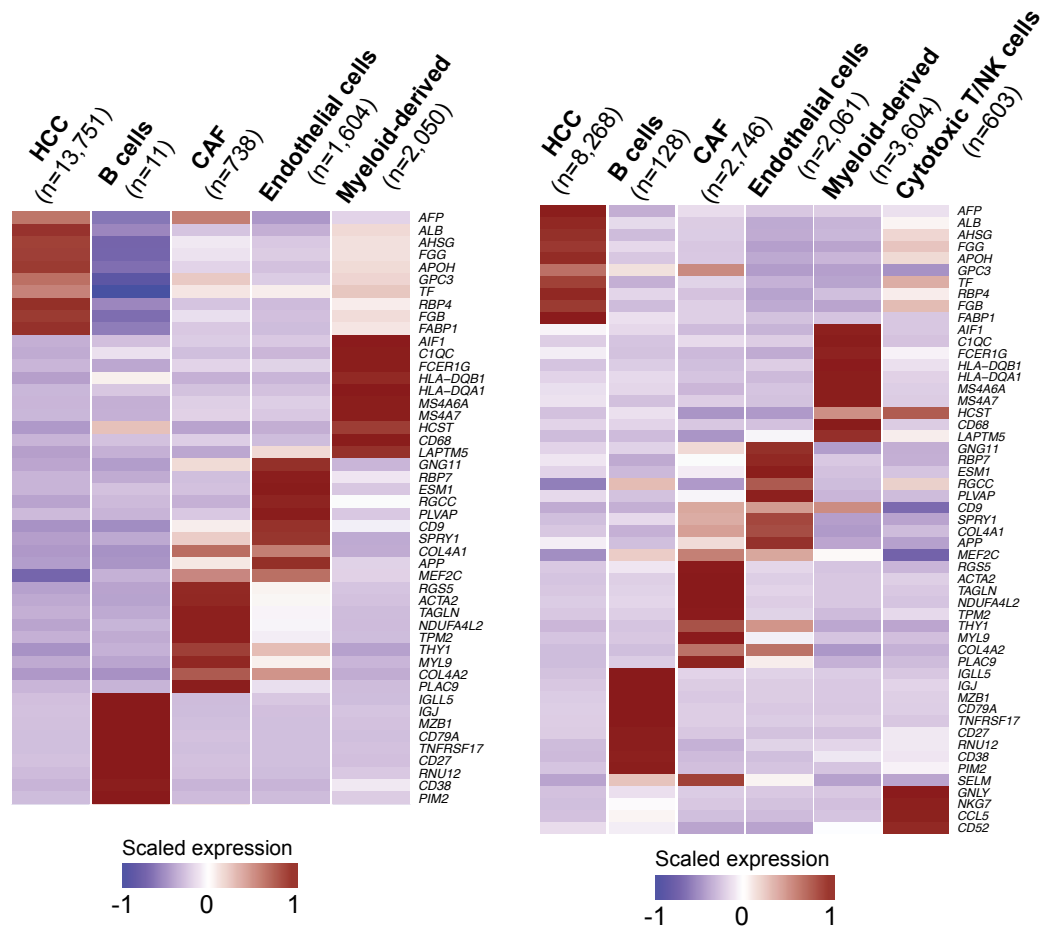 HCC
(n=13,751)
B cells
(n=11)
CAF
(n=738)
Endothelial cells
(n=1,604)
Myeloid-derived
(n=2,050)
AFP
ALB
AHSG
FGG
APOH
GPC3
TF
RBP4
FGB
FABP1
AIF1
C1QC
FCER1G
HLA-DQB1
HLA-DQA1
MS4A6A
MS4A7
HCST
CD68
LAPTM5
GNG11
RBP7
ESM1
RGCC
PLVAP
CD9
SPRY1
COL4A1
APP
MEF2C
RGS5
ACTA2
TAGLN
NDUFA4L2
TPM2
THY1
MYL9
COL4A2
PLAC9
IGLL5
IGJ
MZB1
CD79A
TNFRSF17
CD27
RNU12
CD38
PIM2
Scaled expression
-1 0 1
HCC
(n=8,268)
B cells
(n=128)
CAF
(n=2,746)
Endothelial cells
(n=2,061)
Myeloid-derived
(n=3,604)
Cytotoxic T/NK cells
(n=603)
AFP
ALB
AHSG
FGG
APOH
GPC3
TF
RBP4
FGB
FABP1
AIF1
C1QC
FCER1G
HLA-DQB1
HLA-DQA1
MS4A6A
MS4A7
HCST
CD68
LAPTM5
GNG11
RBP7
ESM1
RGCC
PLVAP
CD9
SPRY1
COL4A1
APP
MEF2C
RGS5
ACTA2
TAGLN
NDUFA4L2
TPM2
THY1
MYL9
COL4A2
PLAC9
IGLL5
IGJ
MZB1
CD79A
TNFRSF17
CD27
RNU12
CD38
PIM2
SELM
GNLY
NKG7
CCL5
CD52
Scaled expression
-1 0 1